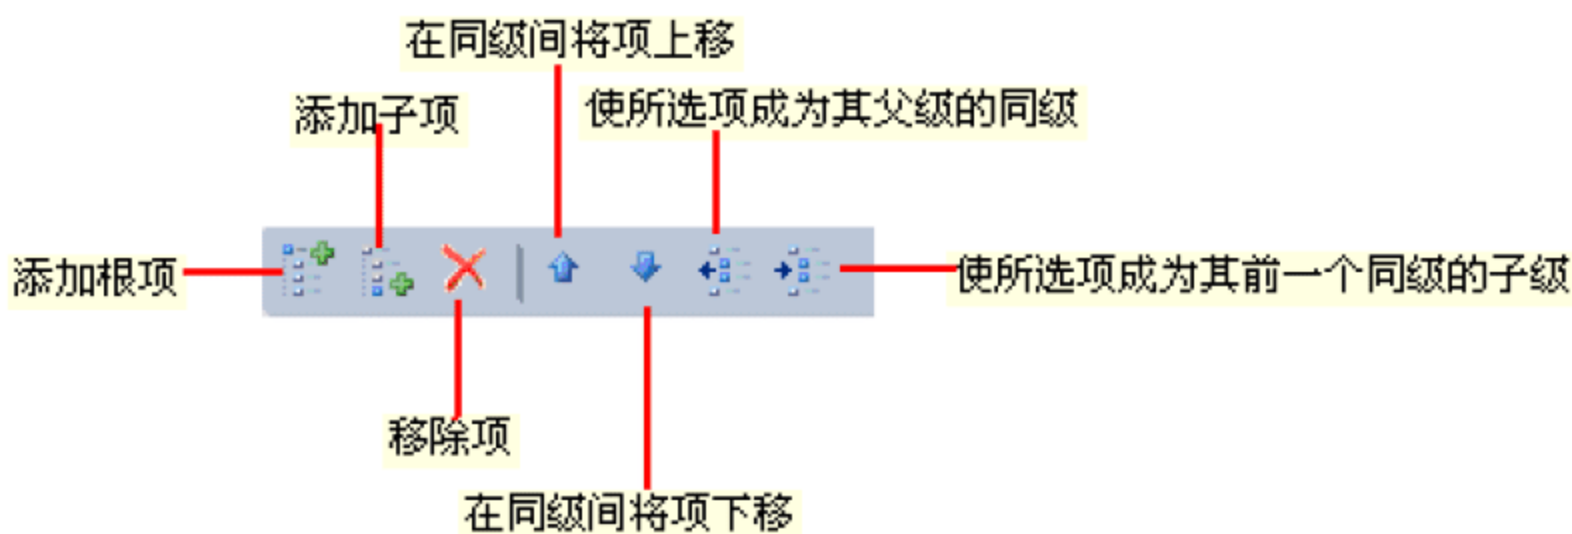 在同级间将项上移
添加子项
使所选项成为其父级的同级
添加根项
使所选项成为其前一个同级的子级
移除项
在同级间将项下移